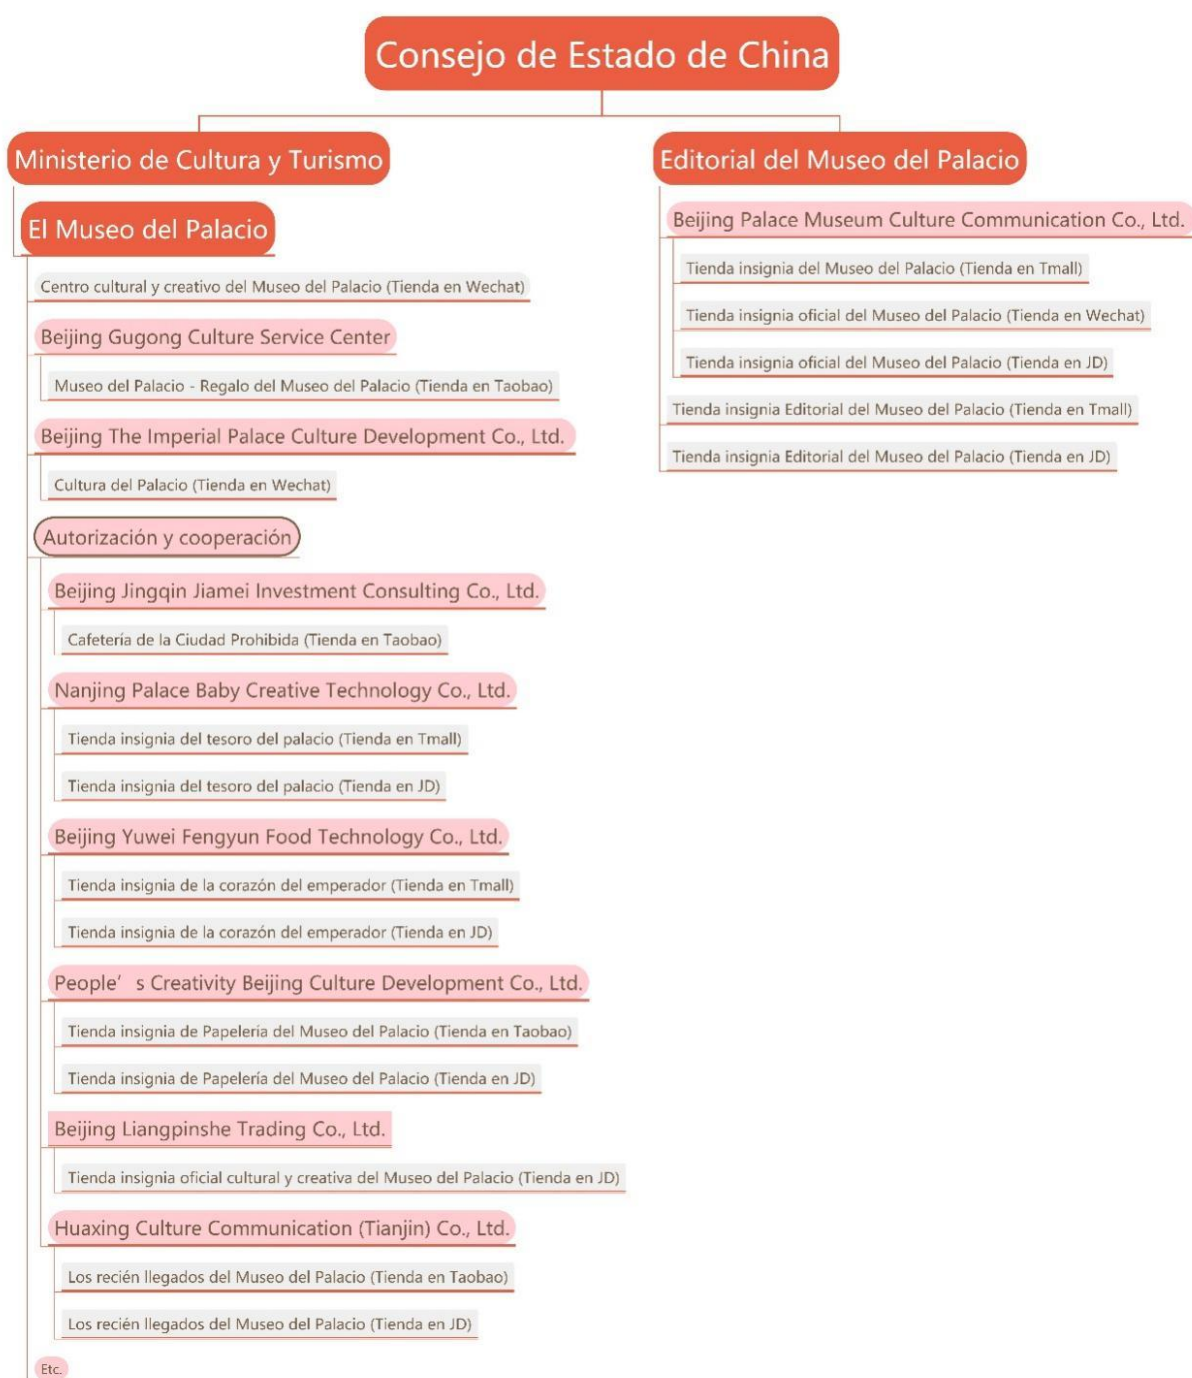 Consejo de Estado de China
Ministerio de Cultura y Turismo
El Museo del Palacio
Centro cultural y creativo del Museo del Palacio (Tienda en Wechat)
Beijing Gugong Culture Service Center
Museo del Palacio - Regalo del Museo del Palacio (Tienda en Taobao)
Beijing The Imperial Palace Culture Development Co., Ltd.
Cultura del Palacio (Tienda en Wechat)
Autorización y cooperación
Beijing Jingqin Jiamei Investment Consulting Co., Ltd.
Cafetería de la Ciudad Prohibida (Tienda en Taobao)
Nanjing Palace Baby Creative Technology Co., Ltd.
Tienda insignia del tesoro del palacio (Tienda en Tmall)
Tienda insignia del tesoro del palacio (Tienda en JD)
Beijing Yuwei Fengyun Food Technology Co., Ltd.
Tienda insignia de la corazón del emperador (Tienda en Tmall)
Tienda insignia de la corazón del emperador (Tienda en JD)
People’ s Creativity Beijing Culture Development Co., Ltd.
Tienda insignia de Papelería del Museo del Palacio (Tienda en Taobao)
Tienda insignia de Papelería del Museo del Palacio (Tienda en JD)
Beijing Liangpinshe Trading Co., Ltd.
Tienda insignia oficial cultural y creativa del Museo del Palacio (Tienda en JD)
Huaxing Culture Communication (Tianjin) Co., Ltd.
Los recién llegados del Museo del Palacio (Tienda en Taobao)
Los recién llegados del Museo del Palacio (Tienda en JD)
Etc.
Editorial del Museo del Palacio
Beijing Palace Museum Culture Communication Co., Ltd.
Tienda insignia del Museo del Palacio (Tienda en Tmall)
Tienda insignia oficial del Museo del Palacio (Tienda en Wechat)
Tienda insignia oficial del Museo del Palacio (Tienda en JD)
Tienda insignia Editorial del Museo del Palacio (Tienda en Tmall)
Tienda insignia Editorial del Museo del Palacio (Tienda en JD)